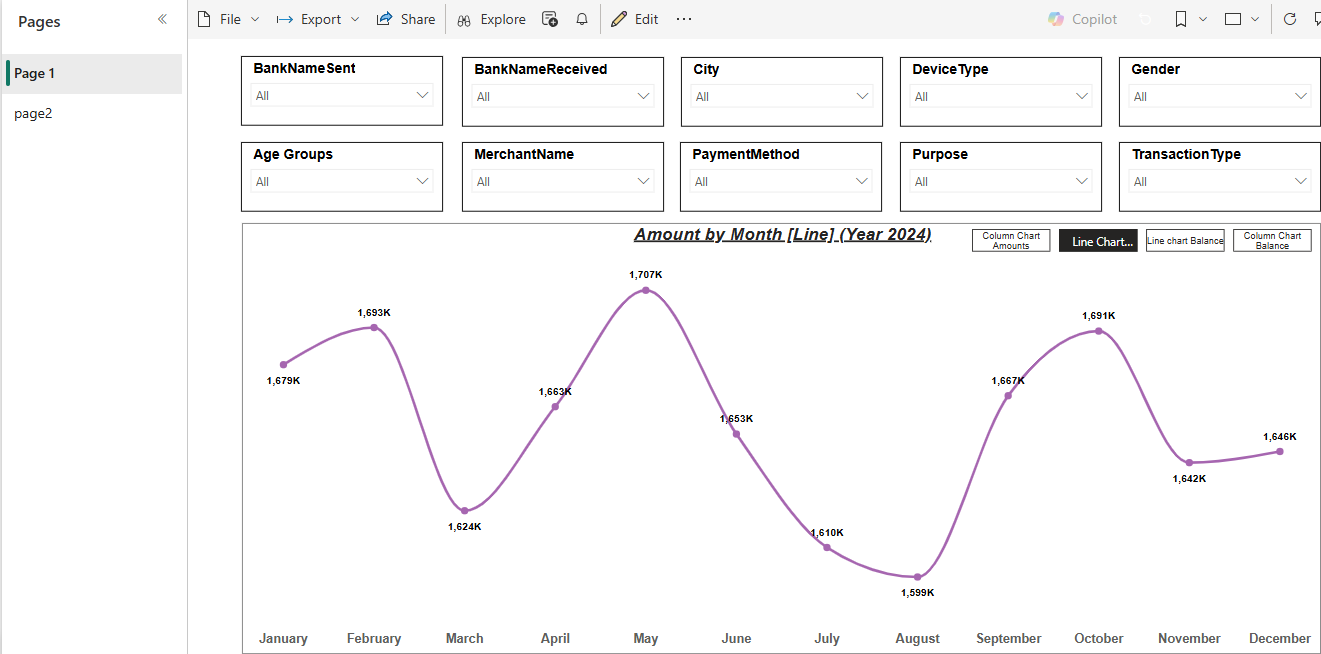 Pages
File
Export
Share
Explore
Edit
Copilot
Page 1
page2
BankNameSent
All
BankNameReceived
All
City
All
DeviceType
All
Gender
All
Age Groups
All
MerchantName
All
PaymentMethod
All
Purpose
All
TransactionType
All
Amount by Month [Line] (Year 2024)
Column Chart
Amounts
Line Chart...
Line chart Balance
Column Chart
Balance
1,679K
1,693K
1,624K
1,663K
1,707K
1,653K
1,610K
1,599K
1,667K
1,691K
1,642K
1,646K
January
February
March
April
May
June
July
August
September
October
November
December